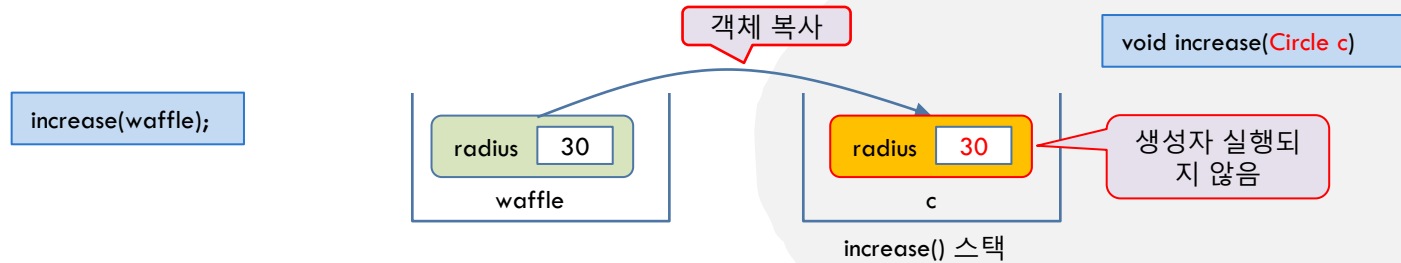 객체 복사
void increase(Circle c)
increase(waffle);
radius 30
waffle
radius 30
c
생성자 실행되
지 않음
increase() 스택